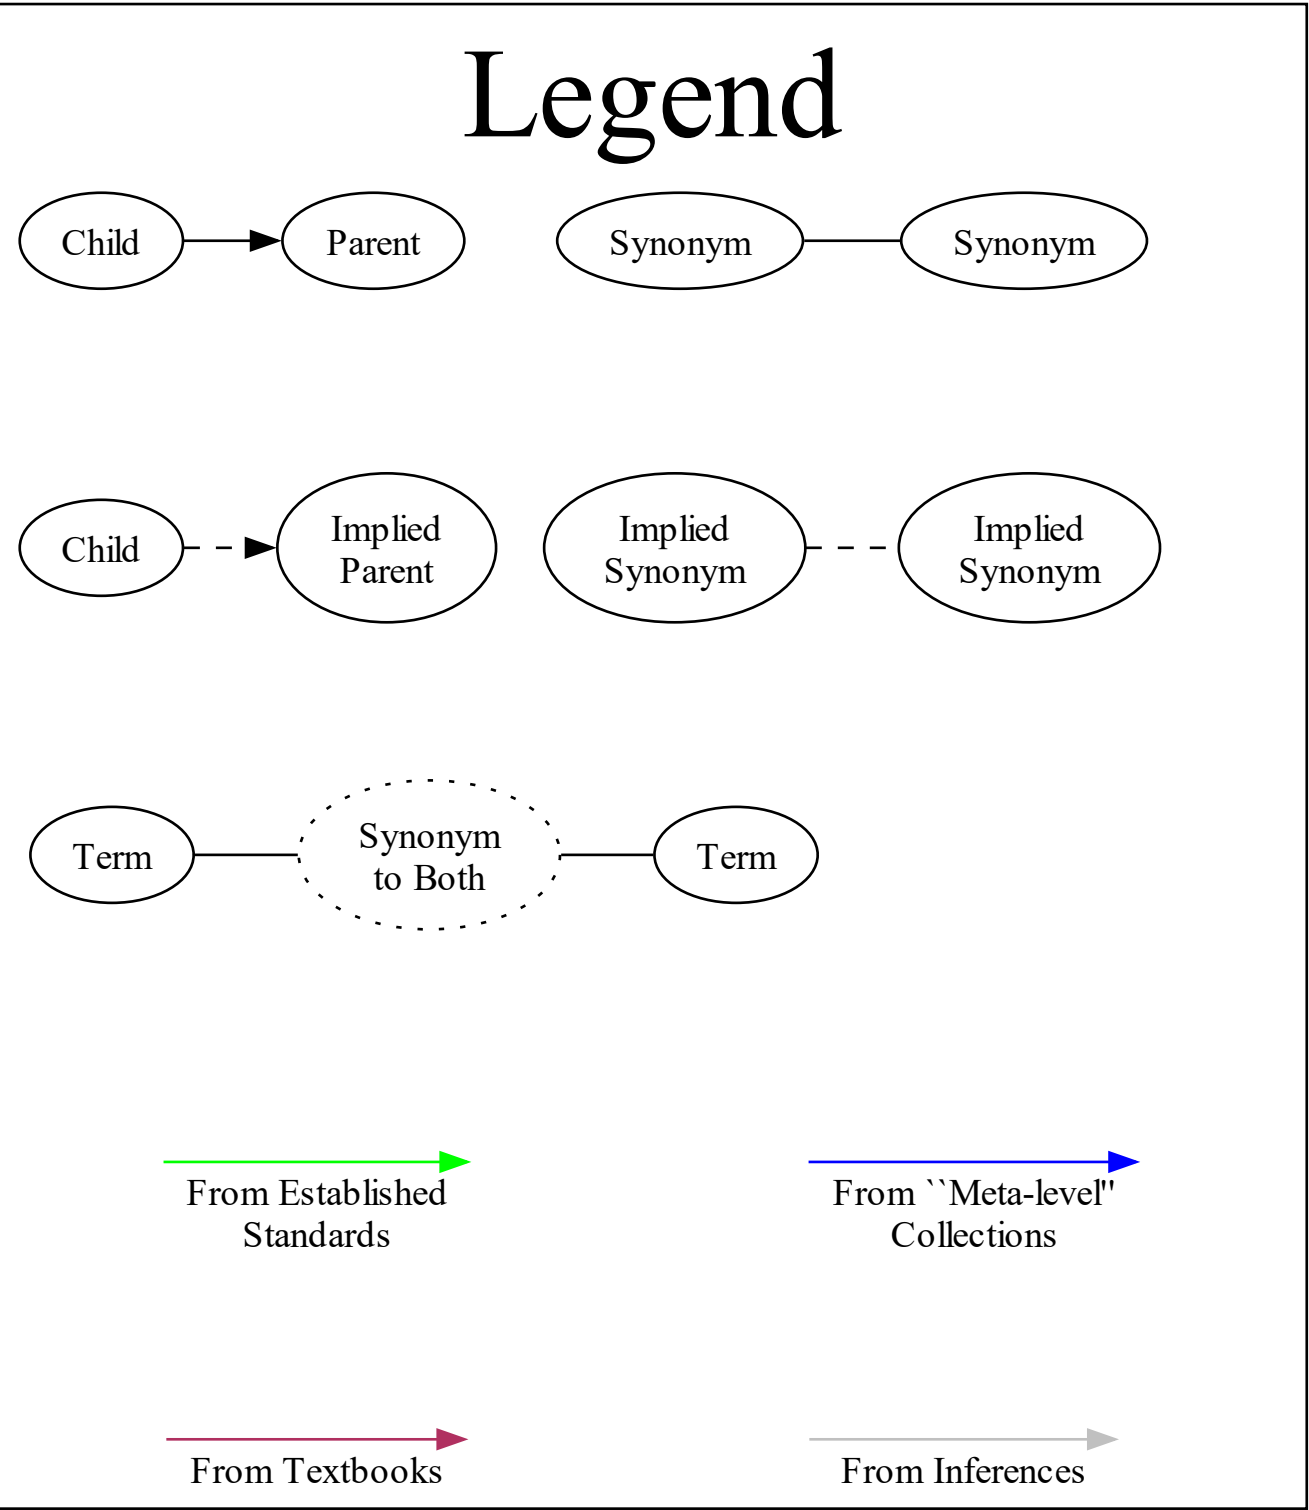 Legend
Child
Parent
Synonym
Synonym
Child
Implied
Parent
Implied
Synonym
Implied
Synonym
Term
Synonym
to Both
Term
From Established
Standards
From ``Meta-level"
Collections
From Textbooks
From Inferences